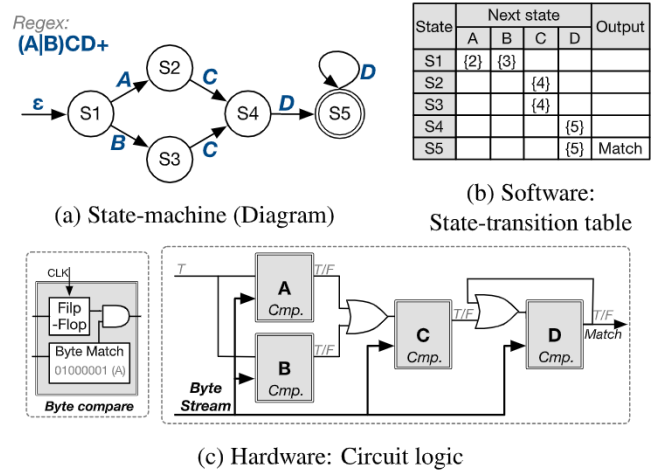 Regex:
(A|B)CD+
ε
S1
A
S2
C
B
S3
C
S4
D
S5
D
(a) State-machine (Diagram)
State Next state Output
A B C D
S1 {2} {3}
S2 {4}
S3 {4}
S4 {5}
S5 {5} Match
(b) Software:
State-transition table
CLK
Filp
-Flop
Byte Match
01000001 (A)
Byte compare
T
A
Cmp.
T/F
B
Cmp.
T/F
Byte
Stream
C
Cmp.
T/F
D
Cmp.
T/F
Match
(c) Hardware: Circuit logic